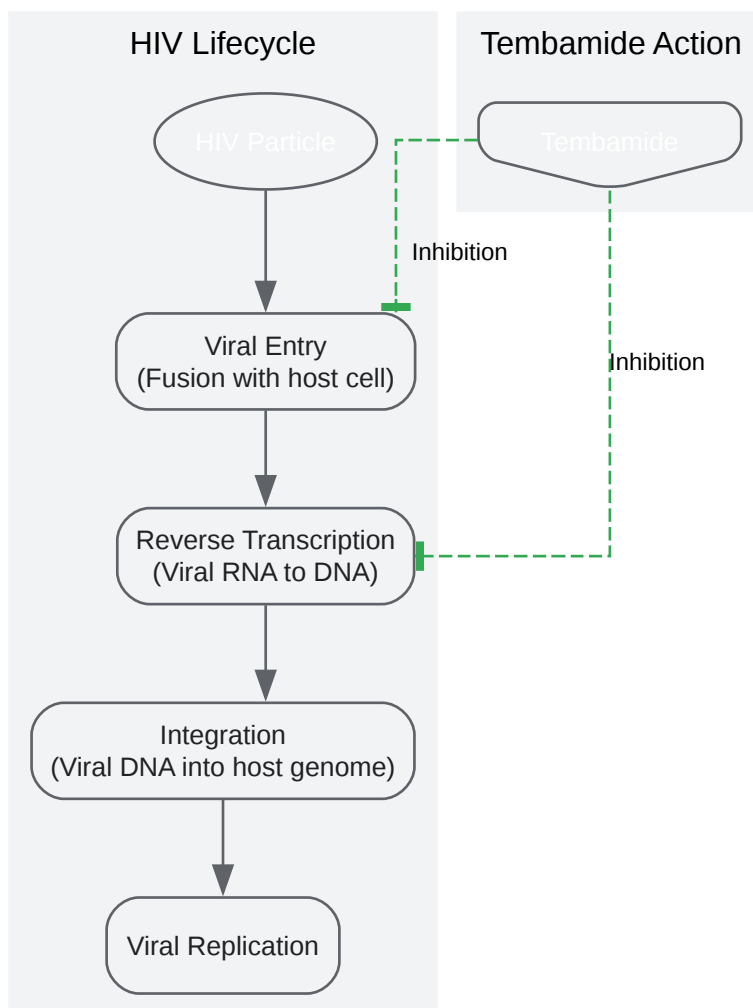 HIV Lifecycle
Tembamide Action
HIV Particle
Tembamide
Inhibition
Viral Entry
(Fusion with host cell)
Inhibition
Reverse Transcription
(Viral RNA to DNA)
Integration
(Viral DNA into host genome)
Viral Replication